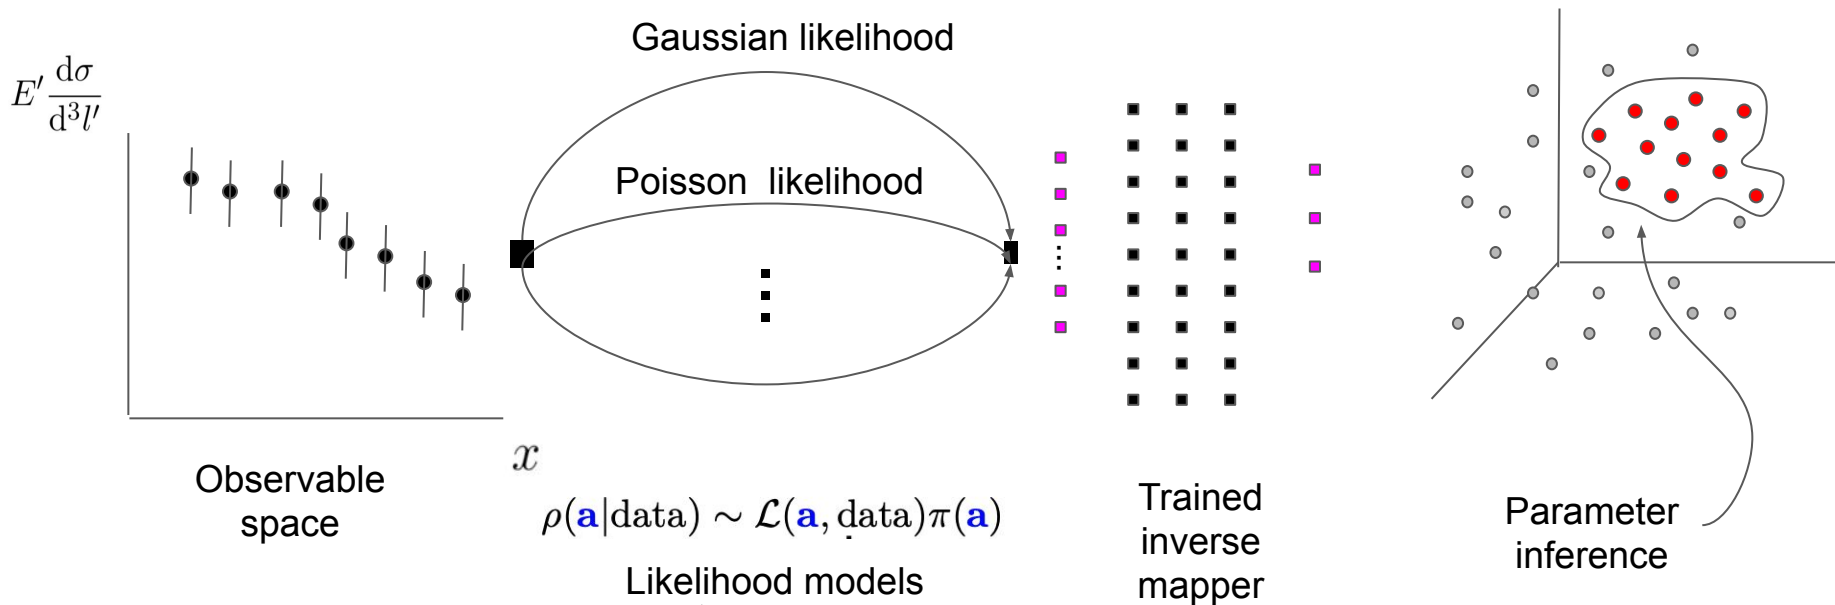 Gaussian likelihood
E′ dσ/d³l′
Poisson likelihood
x
Observable
space
ρ(a|data) ∼ ℒ(a, data)π(a)
Likelihood models
Trained
inverse
mapper
Parameter
inference